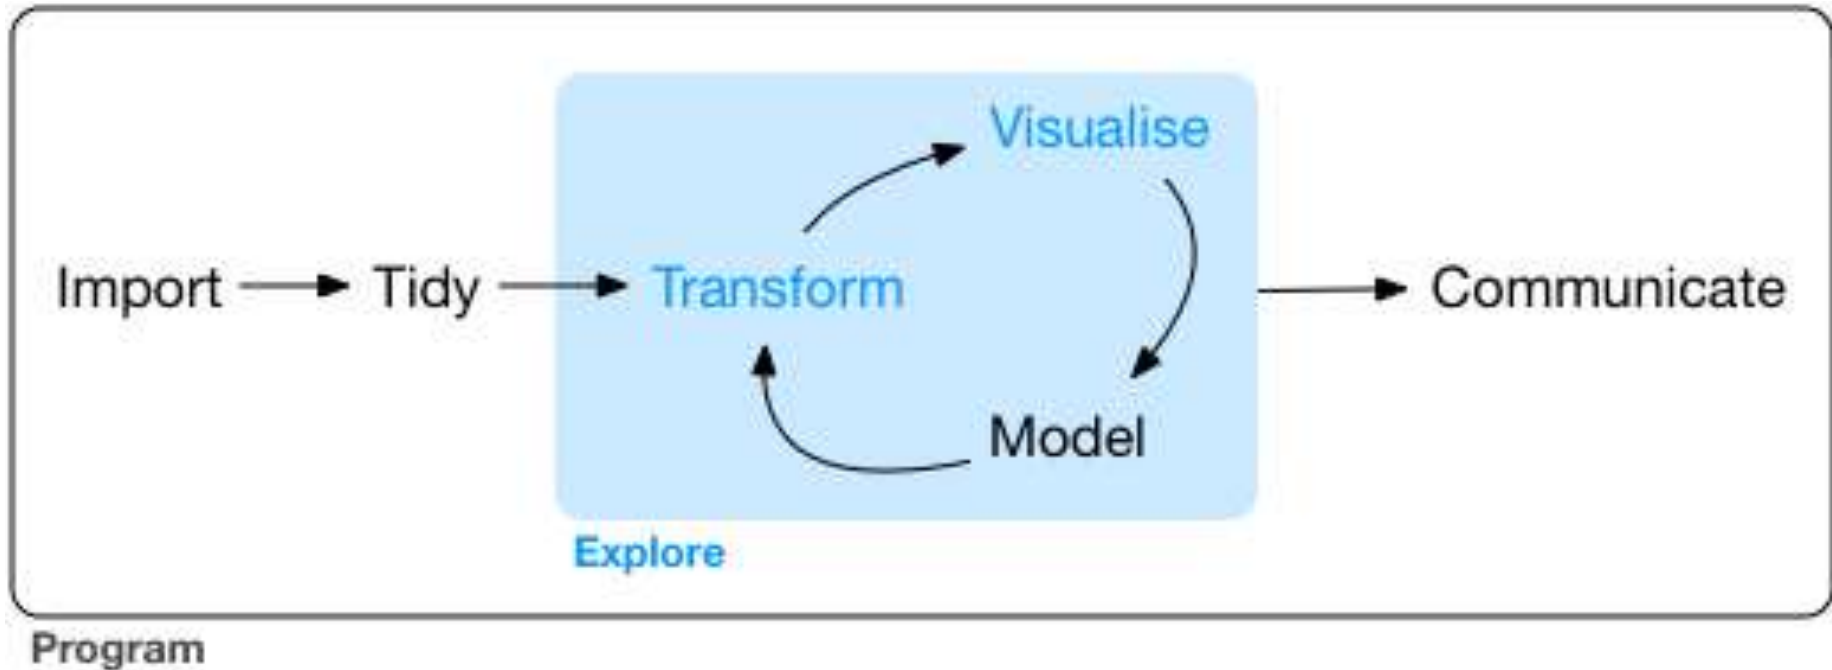 Visualise
Import Tidy Transform Communicate
Model
Explore
Program